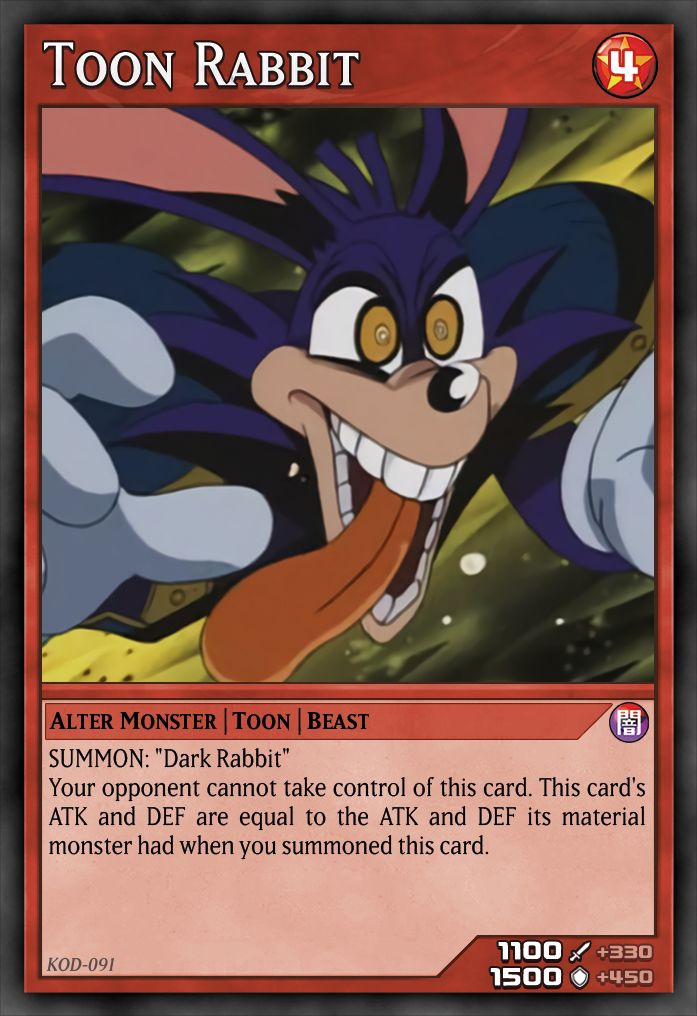 TOON RABBIT
4
ALTER MONSTER | TOON | BEAST
闇
SUMMON: "Dark Rabbit"
Your opponent cannot take control of this card. This card's
ATK and DEF are equal to the ATK and DEF its material
monster had when you summoned this card.
1100 +330
KOD-091
1500 +450